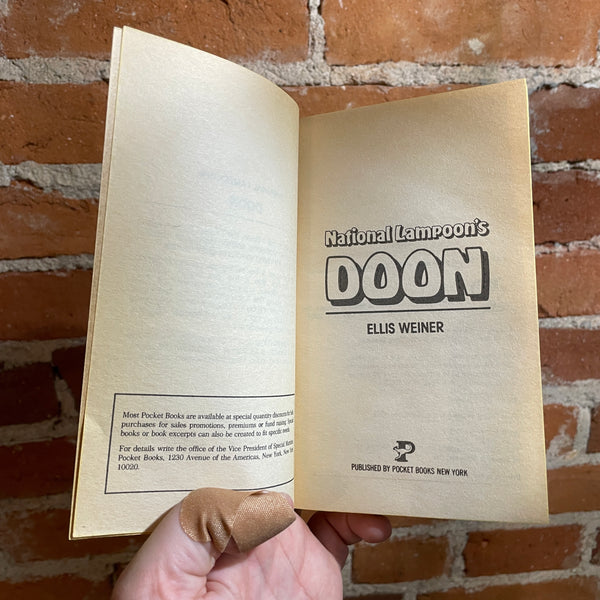 Most Pocket Books are available at special quantity discounts for
purchases for sales promotions, premiums or fund raising.
books or book excerpts can also be created to fit specific needs.
For details write the office of the Vice President of Special
Pocket Books, 1230 Avenue of the Americas, New York, New
10020.
National Lampoon's
DOON
ELLIS WEINER
P
PUBLISHED BY POCKET BOOKS NEW YORK